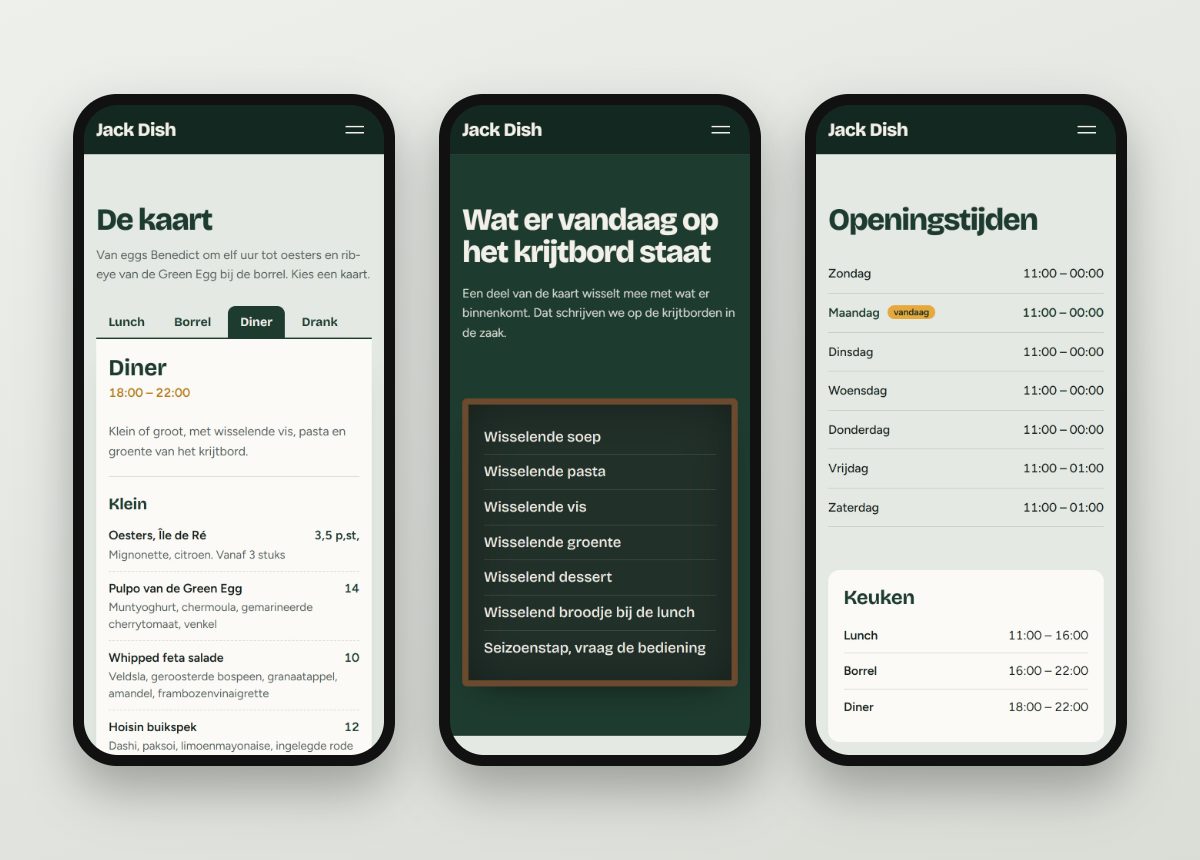 Jack Dish
De kaart
Van eggs Benedict om elf uur tot oesters en rib-
eye van de Green Egg bij de borrel. Kies een kaart.
Lunch Borrel Diner Drank
Diner
18:00 – 22:00
Klein of groot, met wisselende vis, pasta en
groente van het krijtbord.
Klein
Oesters, Île de Ré 3,5 p,st,
Mignonette, citroen. Vanaf 3 stuks
Pulpo van de Green Egg 14
Muntyoghurt, chermoula, gemarineerde
cherrytomaat, venkel
Whipped feta salade 10
Veldsla, geroosterde bospeen, granaatappel,
amandel, frambozenvinaigrette
Hoisin buikspek 12
Dashi, paksoi, limoenmayonaise, ingelegde rode
Jack Dish
Wat er vandaag op
het krijtbord staat
Een deel van de kaart wisselt mee met wat er
binnenkomt. Dat schrijven we op de krijtborden in
de zaak.
Wisselende soep
Wisselende pasta
Wisselende vis
Wisselende groente
Wisselend dessert
Wisselend broodje bij de lunch
Seizoenstap, vraag de bediening
Jack Dish
Openingstijden
Zondag 11:00 – 00:00
Maandag vandaag 11:00 – 00:00
Dinsdag 11:00 – 00:00
Woensdag 11:00 – 00:00
Donderdag 11:00 – 00:00
Vrijdag 11:00 – 01:00
Zaterdag 11:00 – 01:00
Keuken
Lunch 11:00 – 16:00
Borrel 16:00 – 22:00
Diner 18:00 – 22:00